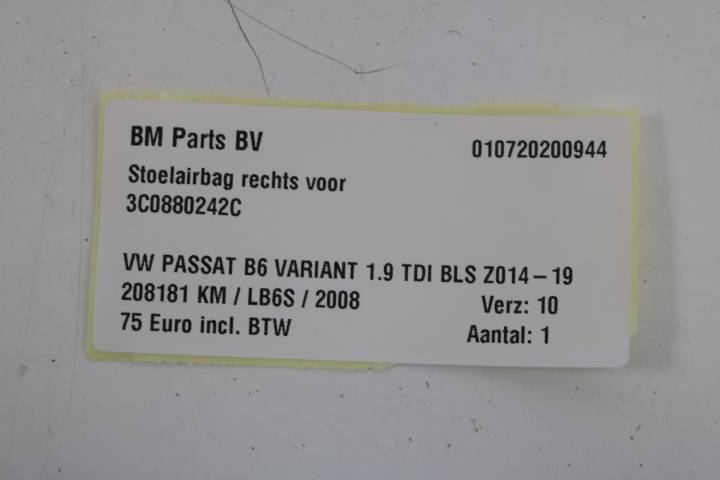 BM Parts BV 010720200944
Stoelairbag rechts voor
3C0880242C
VW PASSAT B6 VARIANT 1.9 TDI BLS Z014-19
208181 KM / LB6S / 2008 Verz: 10
75 Euro incl. BTW Aantal: 1